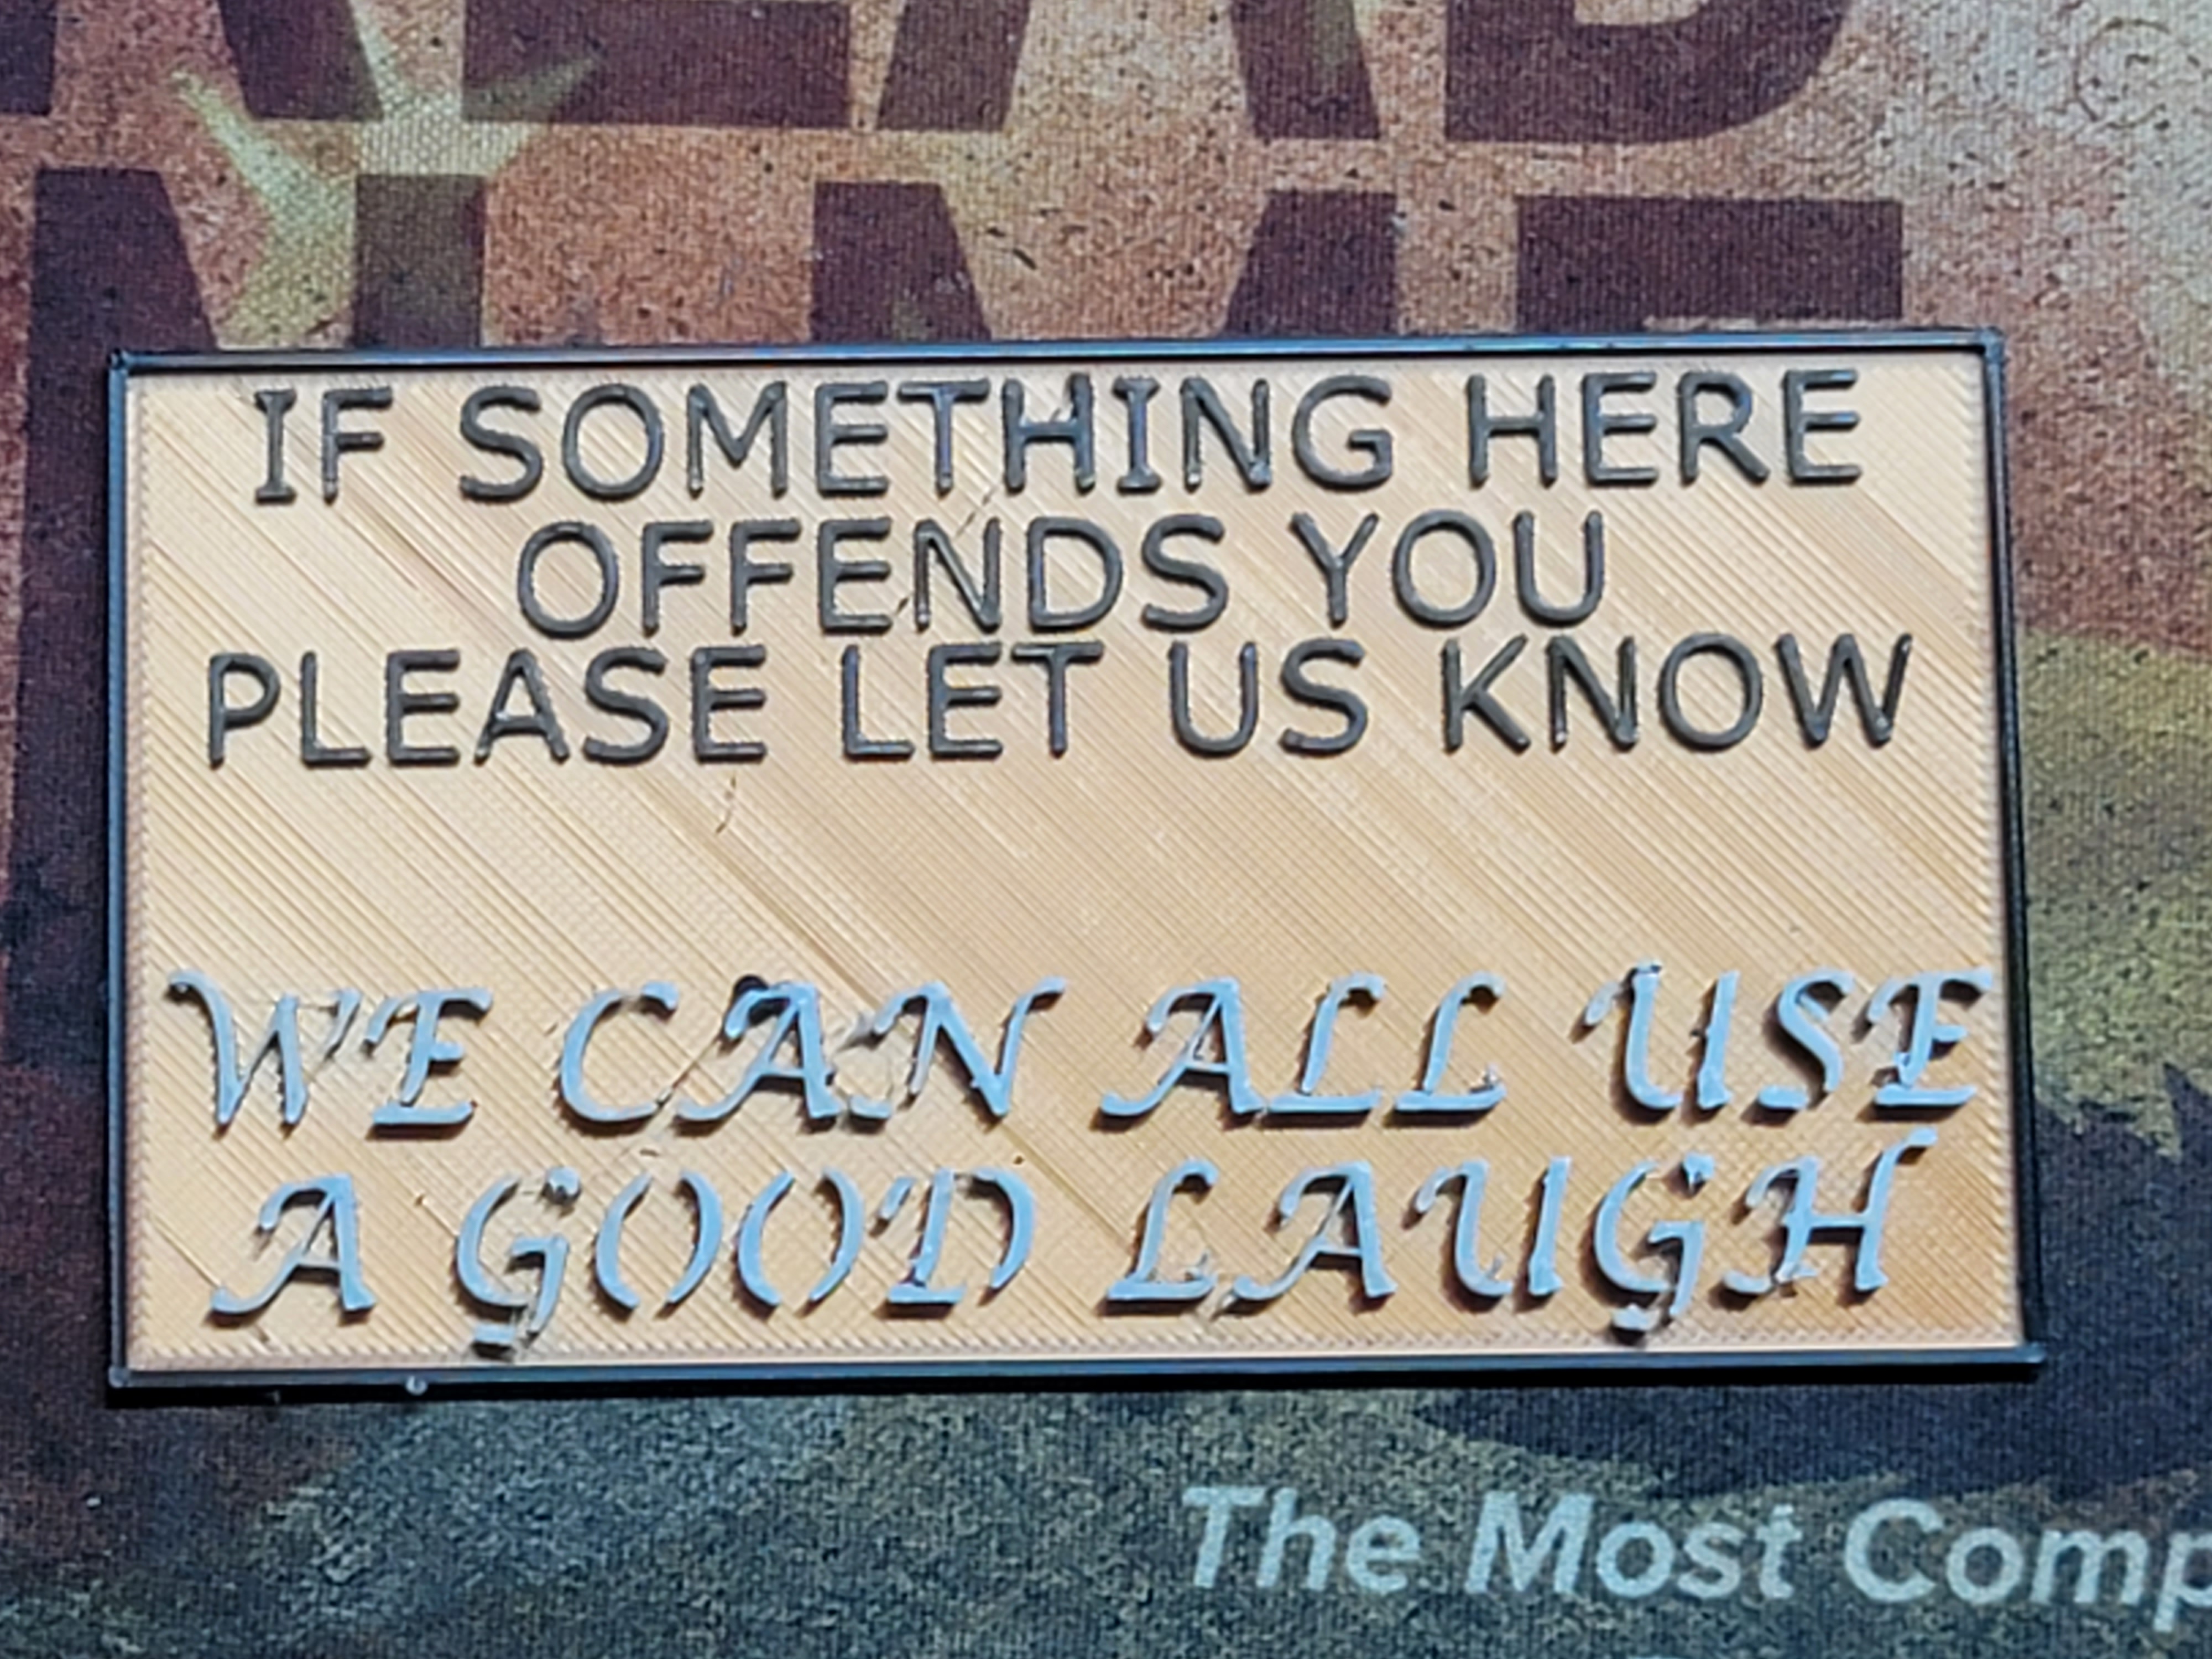 IF SOMETHING HERE
OFFENDS YOU
PLEASE LET US KNOW
WE CAN ALL USE
A GOOD LAUGH
The Most